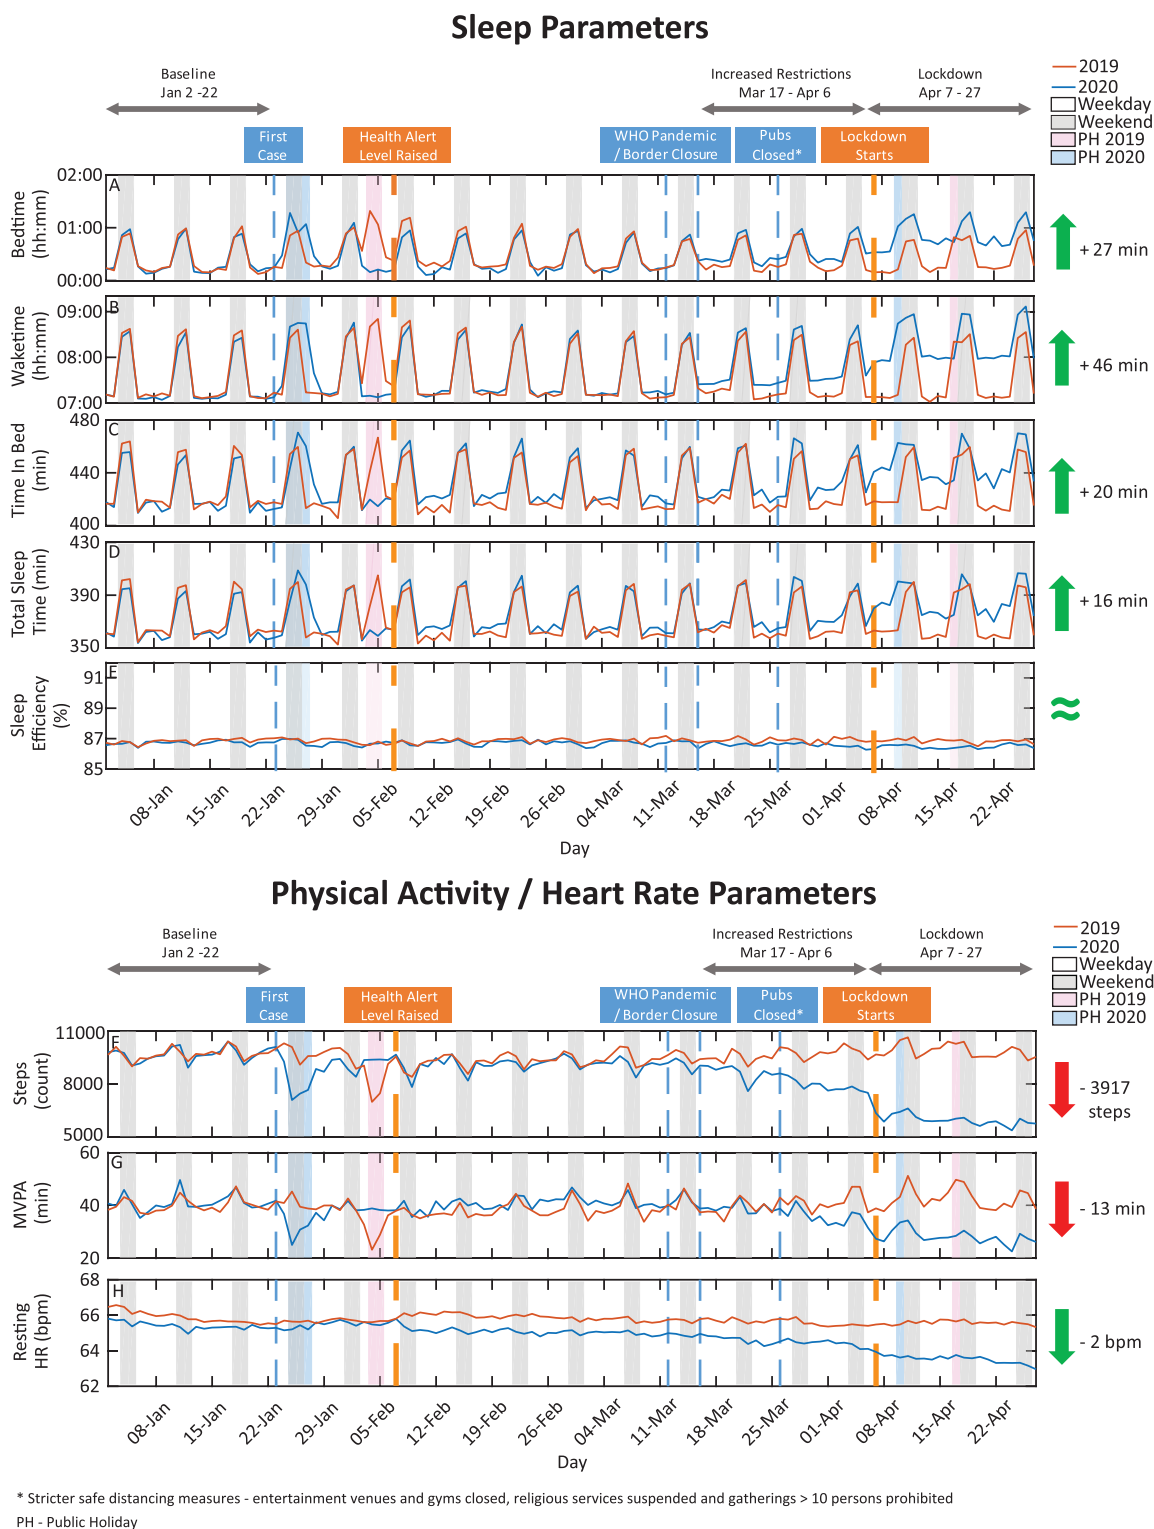 Sleep Parameters
Baseline
Jan 2 -22
Increased Restrictions
Mar 17 - Apr 6
Lockdown
Apr 7 - 27
2019
2020
Weekday
Weekend
PH 2019
PH 2020
First
Case
Health Alert
Level Raised
WHO Pandemic
/ Border Closure
Pubs
Closed*
Lockdown
Starts
A
Bedtime
(hh:mm)
02:00
01:00
00:00
+ 27 min
B
Waketime
(hh:mm)
09:00
08:00
07:00
+ 46 min
C
Time In Bed
(min)
480
440
400
+ 20 min
D
Total Sleep
Time (min)
430
390
350
+ 16 min
E
Sleep
Efficiency
(%)
91
89
87
85
≈
08-Jan
15-Jan
22-Jan
29-Jan
05-Feb
12-Feb
19-Feb
26-Feb
04-Mar
11-Mar
18-Mar
25-Mar
01-Apr
08-Apr
15-Apr
22-Apr
Day
Physical Activity / Heart Rate Parameters
Baseline
Jan 2 -22
Increased Restrictions
Mar 17 - Apr 6
Lockdown
Apr 7 - 27
2019
2020
Weekday
Weekend
PH 2019
PH 2020
First
Case
Health Alert
Level Raised
WHO Pandemic
/ Border Closure
Pubs
Closed*
Lockdown
Starts
F
Steps
(count)
11000
8000
5000
- 3917
steps
G
MVPA
(min)
60
40
20
- 13 min
H
Resting
HR (bpm)
68
66
64
62
- 2 bpm
08-Jan
15-Jan
22-Jan
29-Jan
05-Feb
12-Feb
19-Feb
26-Feb
04-Mar
11-Mar
18-Mar
25-Mar
01-Apr
08-Apr
15-Apr
22-Apr
Day
* Stricter safe distancing measures - entertainment venues and gyms closed, religious services suspended and gatherings > 10 persons prohibited
PH - Public Holiday